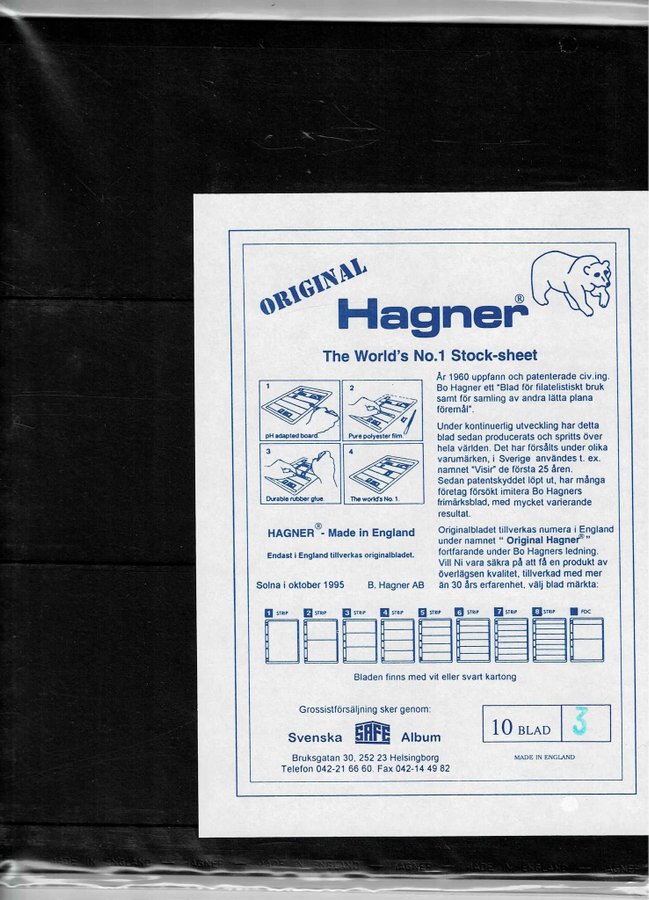 ORIGINAL
Hagner®
The World's No.1 Stock-sheet
1
pH adapted board.
2
Pure polyester film.
3
Durable rubber glue.
4
The world's No. 1.
År 1960 uppfann och patenterade civ.ing.
Bo Hagner ett "Blad för filatelistiskt bruk
samt för samling av andra lätta plana
föremål".
Under kontinuerlig utveckling har detta
blad sedan producerats och spritts över
hela världen. Det har försålts under olika
varumärken, i Sverige användes t. ex.
namnet "Visir" de första 25 åren.
Sedan patentskyddet löpt ut, har många
företag försökt imitera Bo Hagners
frimärksblad, med mycket varierande
resultat.
HAGNER®- Made in England
Endast i England tillverkas originalbladet.
Originalbladet tillverkas numera i England
under namnet " Original Hagner® "
fortfarande under Bo Hagners ledning.
Vill Ni vara säkra på att få en produkt av
överlägsen kvalitet, tillverkad med mer
än 30 års erfarenhet, välj blad märkta:
Solna i oktober 1995 B. Hagner AB
1 STRIP 2 STRIP 3 STRIP 4 STRIP 5 STRIP 6 STRIP 7 STRIP 8 STRIP FDC
Bladen finns med vit eller svart kartong
Grossistförsäljning sker genom:
Svenska SAFE Album
Bruksgatan 30, 252 23 Helsingborg
Telefon 042-21 66 60. Fax 042-14 49 82
10 BLAD 3
MADE IN ENGLAND